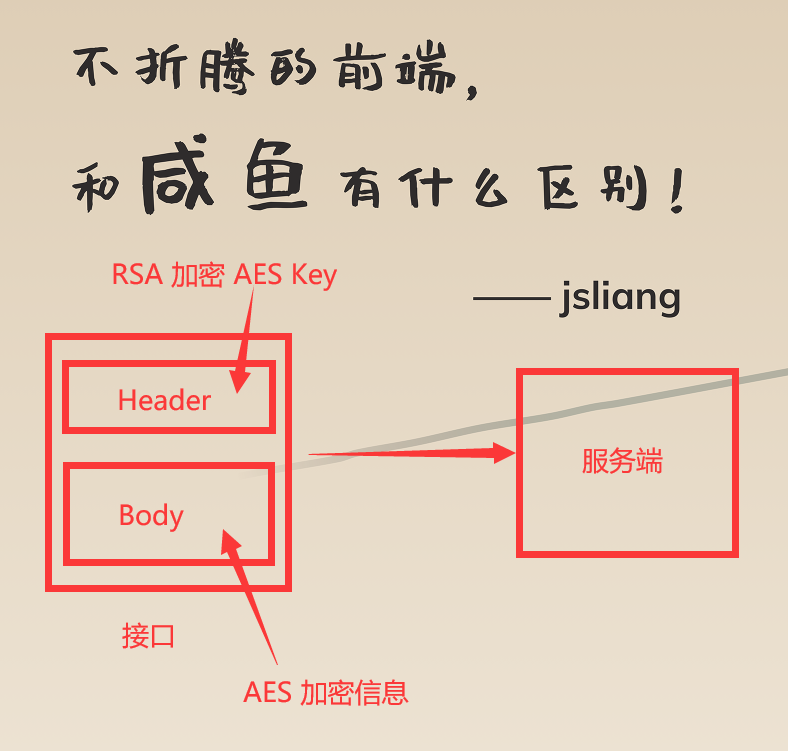 不折腾的前端，
和咸鱼有什么区别！
—— jsliang
RSA 加密 AES Key
Header
Body
服务端
接口
AES 加密信息